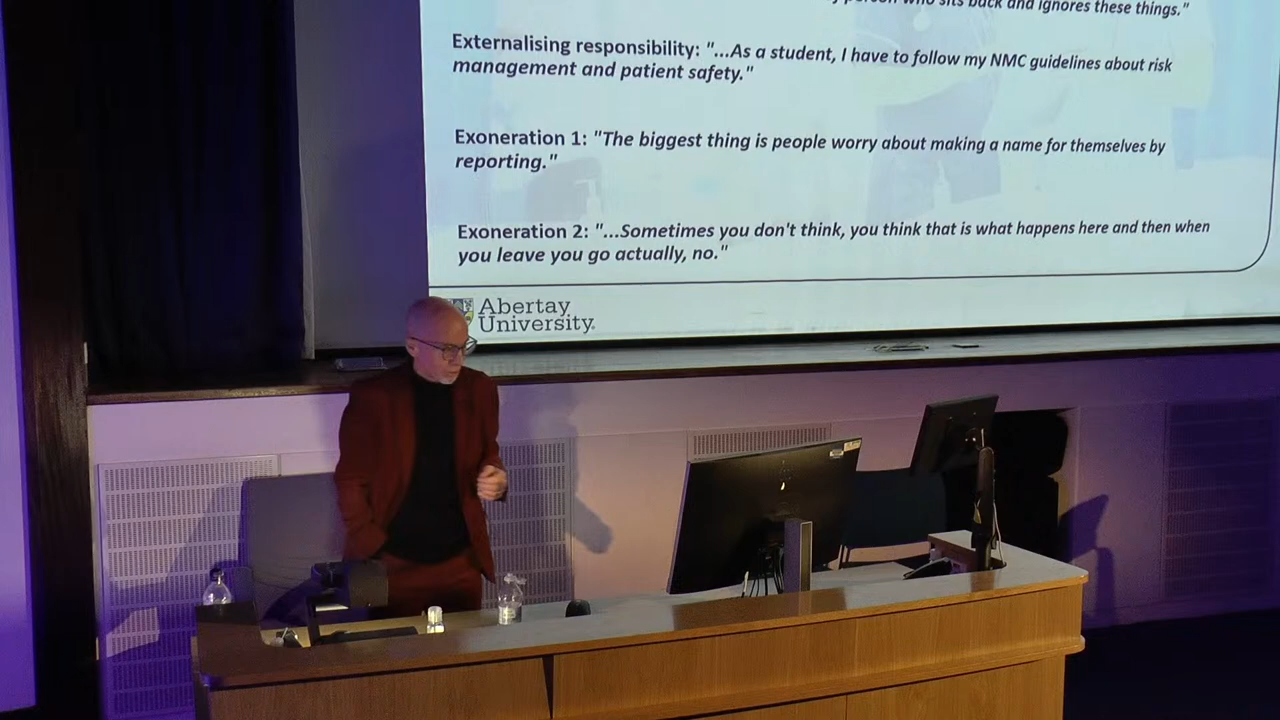 who sits back and ignores these things."
Externalising responsibility: "...As a student, I have to follow my NMC guidelines about risk
management and patient safety."
Exoneration 1: "The biggest thing is people worry about making a name for themselves by
reporting."
Exoneration 2: "...Sometimes you don't think, you think that is what happens here and then when
you leave you go actually, no."
Abertay
University.